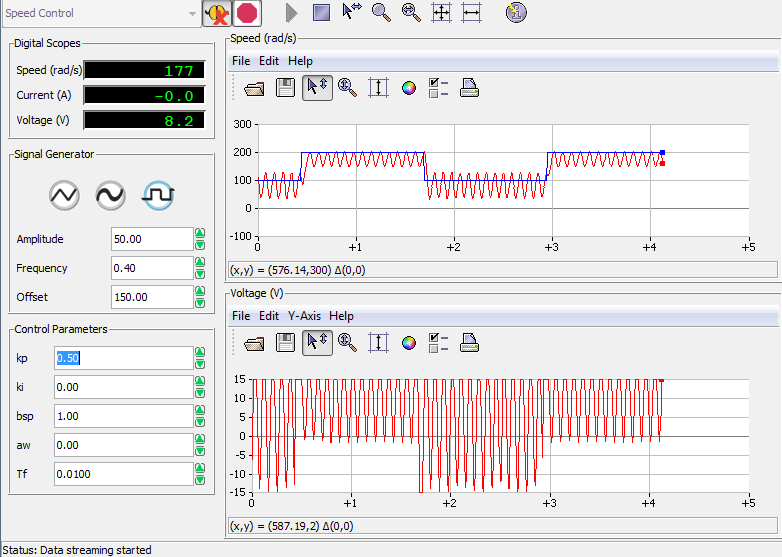 Speed Control
Digital Scopes
Speed (rad/s) 177
Current (A) -0.0
Voltage (V) 8.2
Signal Generator
Amplitude 50.00
Frequency 0.40
Offset 150.00
Control Parameters
kp 0.50
ki 0.00
bsp 1.00
aw 0.00
Tf 0.0100
Speed (rad/s)
File Edit Help
300
200
100
0
-100
0 +1 +2 +3 +4 +5
(x,y) = (576.14,300) Δ(0,0)
Voltage (V)
File Edit Y-Axis Help
15
10
5
0
-5
-10
-15
0 +1 +2 +3 +4 +5
(x,y) = (587.19,2) Δ(0,0)
Status: Data streaming started